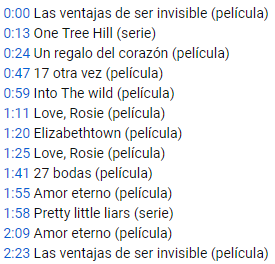 0:00 Las ventajas de ser invisible (película)
0:13 One Tree Hill (serie)
0:24 Un regalo del corazón (película)
0:47 17 otra vez (película)
0:59 Into The wild (película)
1:11 Love, Rosie (película)
1:20 Elizabethtown (película)
1:25 Love, Rosie (película)
1:41 27 bodas (película)
1:55 Amor eterno (película)
1:58 Pretty little liars (serie)
2:09 Amor eterno (película)
2:23 Las ventajas de ser invisible (película)